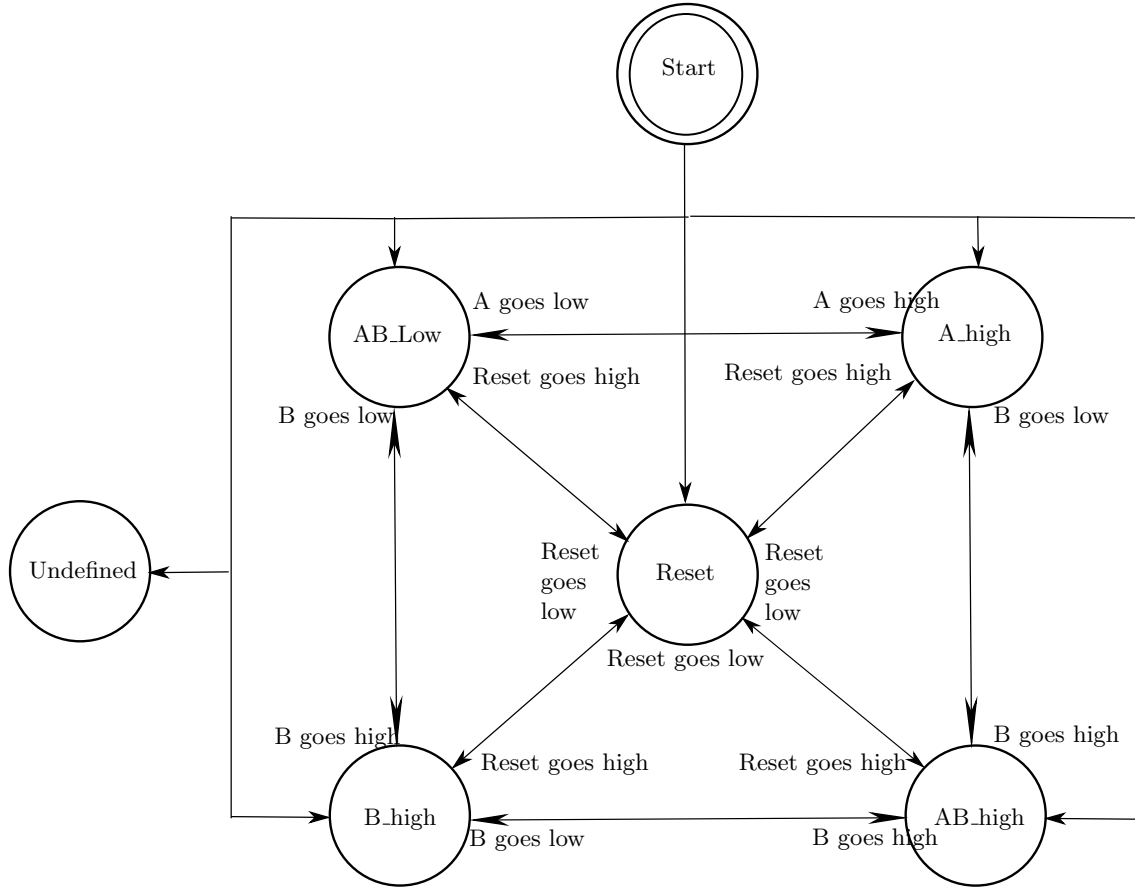 Start
A goes low
A goes high
AB_Low
A_high
Reset goes high
Reset goes high
B goes low
B goes low
Reset
goes
low
Reset
goes
low
Undefined
Reset
Reset goes low
B goes high
B goes high
Reset goes high
Reset goes high
B_high
AB_high
B goes low
B goes high